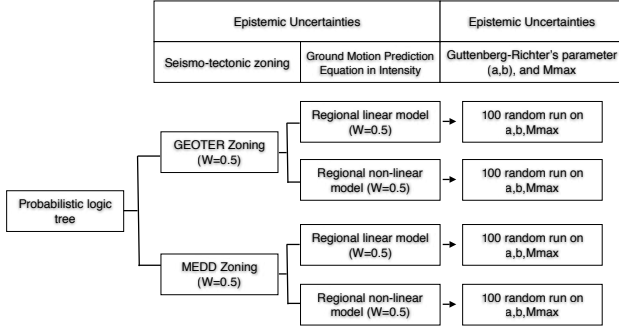 Epistemic Uncertainties
Epistemic Uncertainties
Seismo-tectonic zoning
Ground Motion Prediction
Equation in Intensity
Guttenberg-Richter's parameter
(a,b), and Mmax
GEOTER Zoning
(W=0.5)
Regional linear model
(W=0.5)
100 random run on
a,b,Mmax
Regional non-linear
model (W=0.5)
100 random run on
a,b,Mmax
Probabilistic logic
tree
MEDD Zoning
(W=0.5)
Regional linear model
(W=0.5)
100 random run on
a,b,Mmax
Regional non-linear
model (W=0.5)
100 random run on
a,b,Mmax